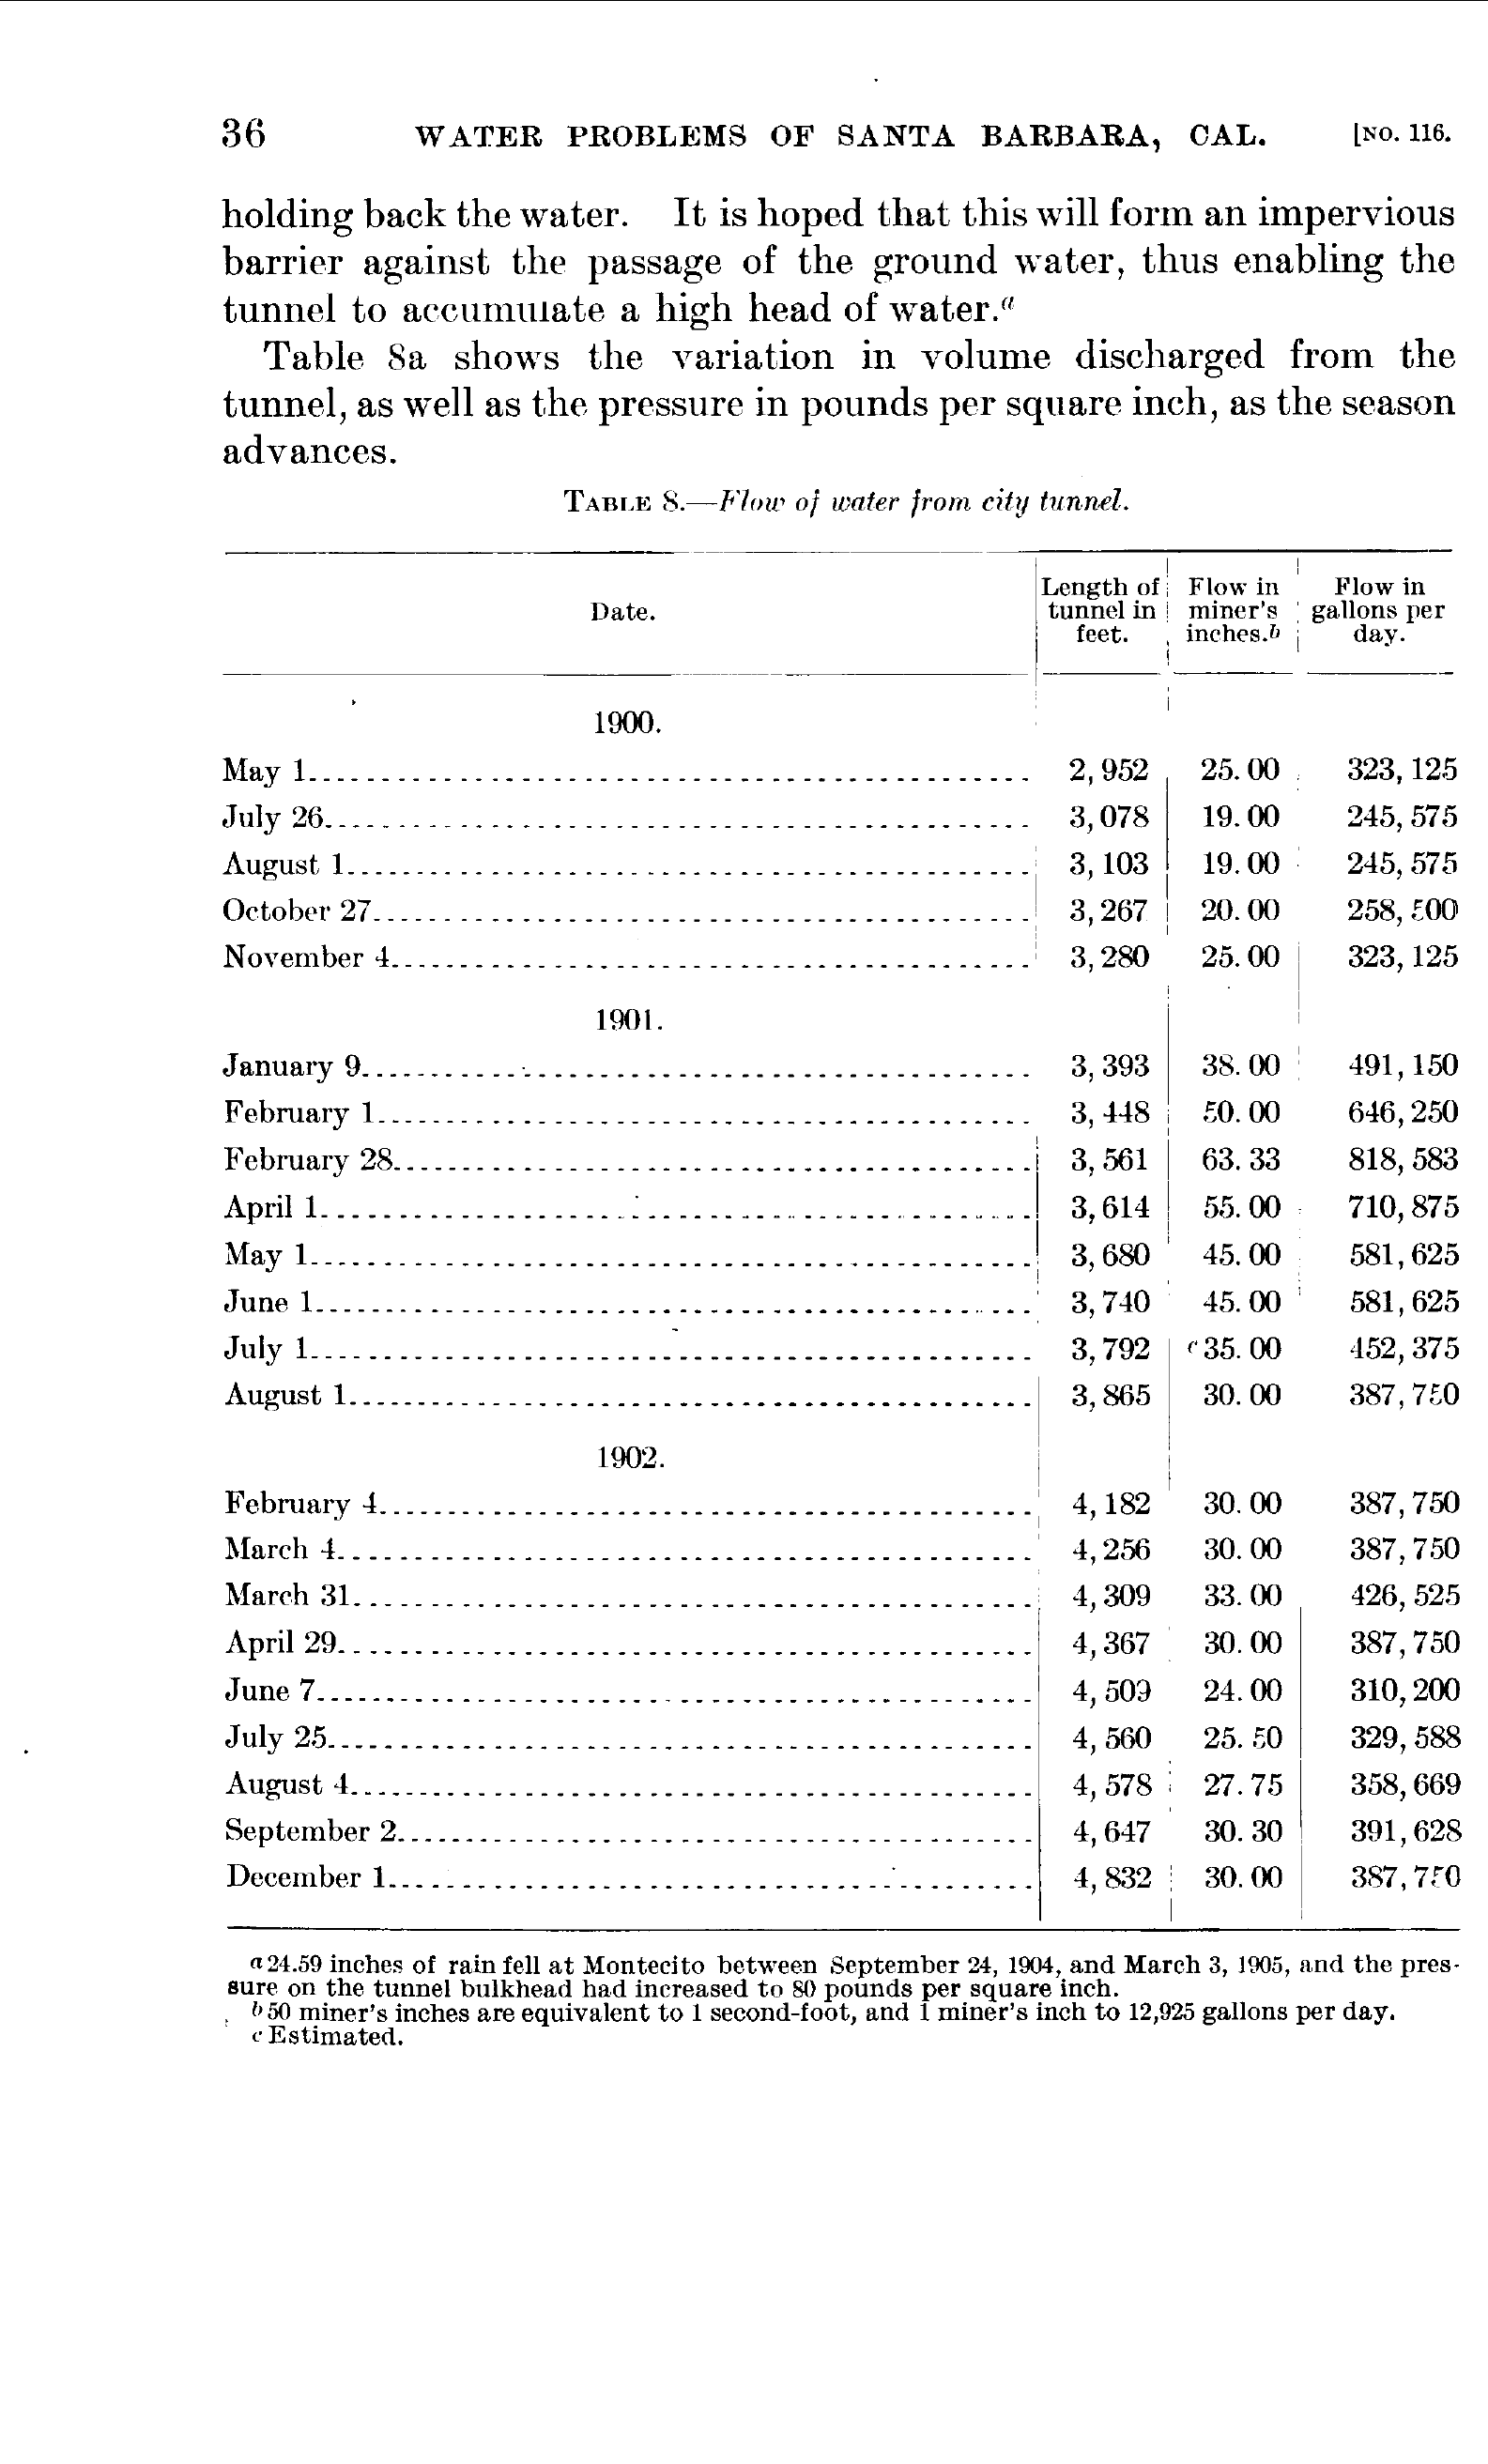 36 WATER PROBLEMS OF SANTA BARBARA, CAL. [NO. 116.
holding back the water. It is hoped that this will form an impervious
barrier against the passage of the ground water, thus enabling the
tunnel to accumulate a high head of water.a
Table 8a shows the variation in volume discharged from the
tunnel, as well as the pressure in pounds per square inch, as the season
advances.
TABLE 8.—Flow of water from city tunnel.
Date. Length of tunnel in feet. Flow in miner's inches.b Flow in gallons per day.
1900.
May 1 2,952 25.00 323,125
July 26 3,078 19.00 245,575
August 1 3,103 19.00 245,575
October 27 3,267 20.00 258,500
November 4 3,280 25.00 323,125
1901.
January 9 3,393 38.00 491,150
February 1 3,448 50.00 646,250
February 28 3,561 63.33 818,583
April 1 3,614 55.00 710,875
May 1 3,680 45.00 581,625
June 1 3,740 45.00 581,625
July 1 3,792 c 35.00 452,375
August 1 3,865 30.00 387,750
1902.
February 4 4,182 30.00 387,750
March 4 4,256 30.00 387,750
March 31 4,309 33.00 426,525
April 29 4,367 30.00 387,750
June 7 4,509 24.00 310,200
July 25 4,560 25.50 329,588
August 4 4,578 27.75 358,669
September 2 4,647 30.30 391,628
December 1 4,832 30.00 387,750
a 24.59 inches of rain fell at Montecito between September 24, 1904, and March 3, 1905, and the pres-
sure on the tunnel bulkhead had increased to 80 pounds per square inch.
b 50 miner's inches are equivalent to 1 second-foot, and 1 miner's inch to 12,925 gallons per day.
c Estimated.